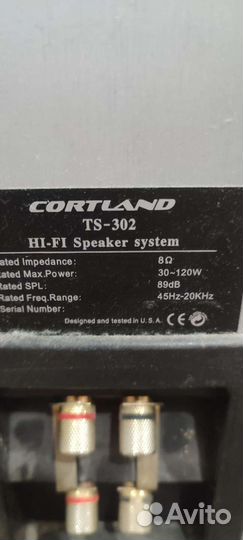 CORTLAND
TS-302
HI-FI Speaker system
ated Impedance: 8Ω
Rated Max.Power: 30~120W
Rated SPL: 89dB
Rated Freq.Range: 45Hz-20KHz
Serial Number:
Designed and tested in U.S.A. CE
Avito